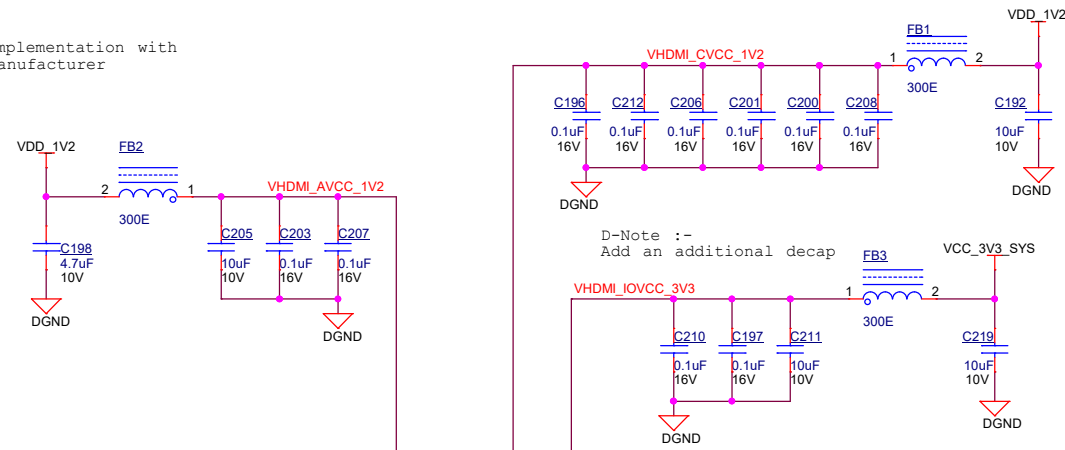 mplementation with
anufacturer
VDD_1V2
FB2
2
1
300E
VHDMI_AVCC_1V2
C198
4.7uF
10V
DGND
C205
10uF
10V
C203
0.1uF
16V
C207
0.1uF
16V
DGND
VDD_1V2
FB1
1
2
300E
VHDMI_CVCC_1V2
C196
0.1uF
16V
C212
0.1uF
16V
C206
0.1uF
16V
C201
0.1uF
16V
C200
0.1uF
16V
C208
0.1uF
16V
C192
10uF
10V
DGND
DGND
D-Note :-
Add an additional decap
FB3
VCC_3V3_SYS
VHDMI_IOVCC_3V3
1
2
300E
C210
0.1uF
16V
C197
0.1uF
16V
C211
10uF
10V
C219
10uF
10V
DGND
DGND